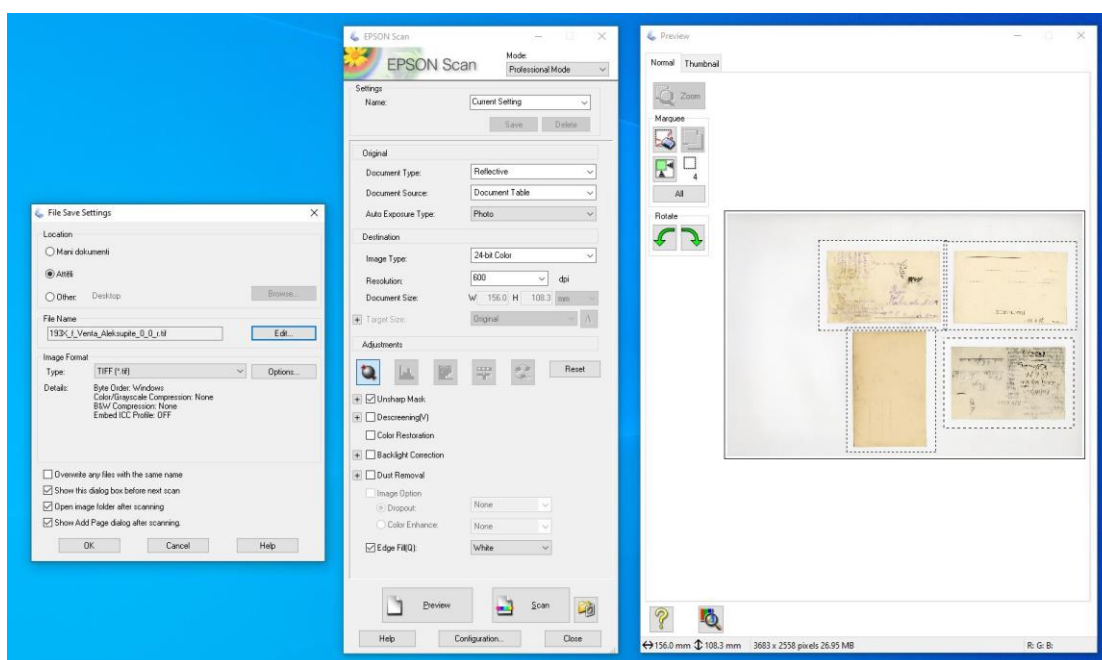 File Save Settings
Location
Mani dokumenti
Attēli
Other: Desktop Browse...
File Name
193X_f_Venta_Aleksupite_0_0_r.tif Edit...
Image Format
Type: TIFF (*.tif) Options...
Details: Byte Order: Windows
Color/Grayscale Compression: None
B&W Compression: None
Embed ICC Profile: OFF
Overwrite any files with the same name
Show this dialog box before next scan
Open image folder after scanning
Show Add Page dialog after scanning.
OK Cancel Help
EPSON Scan
EPSON Scan
Mode:
Professional Mode
Settings
Name: Current Setting
Save Delete
Original
Document Type: Reflective
Document Source: Document Table
Auto Exposure Type: Photo
Destination
Image Type: 24-bit Color
Resolution: 600 dpi
Document Size: W 156.0 H 108.3 mm
Target Size: Original
Adjustments
Reset
Unsharp Mask
Descreening(V)
Color Restoration
Backlight Correction
Dust Removal
Image Option
Dropout: None
Color Enhance: None
Edge Fill(Q): White
Preview Scan
Help Configuration... Close
Preview
Normal Thumbnail
Zoom
Marquee
4
All
Rotate
156.0 mm 108.3 mm 3683 x 2558 pixels 26.95 MB R: G: B: